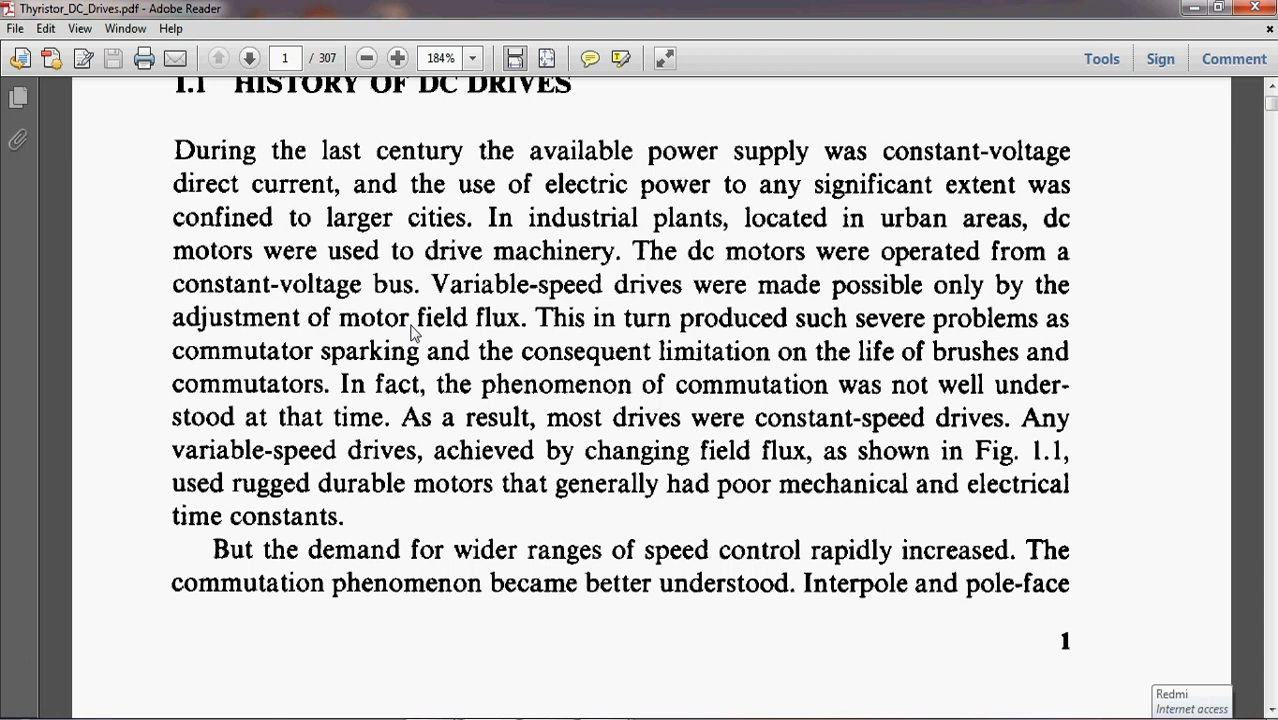 Thyristor_DC_Drives.pdf - Adobe Reader
File Edit View Window Help
1 / 307 184% Tools Sign Comment
1.1 HISTORY OF DC DRIVES
During the last century the available power supply was constant-voltage
direct current, and the use of electric power to any significant extent was
confined to larger cities. In industrial plants, located in urban areas, dc
motors were used to drive machinery. The dc motors were operated from a
constant-voltage bus. Variable-speed drives were made possible only by the
adjustment of motor field flux. This in turn produced such severe problems as
commutator sparking and the consequent limitation on the life of brushes and
commutators. In fact, the phenomenon of commutation was not well under-
stood at that time. As a result, most drives were constant-speed drives. Any
variable-speed drives, achieved by changing field flux, as shown in Fig. 1.1,
used rugged durable motors that generally had poor mechanical and electrical
time constants.
But the demand for wider ranges of speed control rapidly increased. The
commutation phenomenon became better understood. Interpole and pole-face
1
Redmi
Internet access